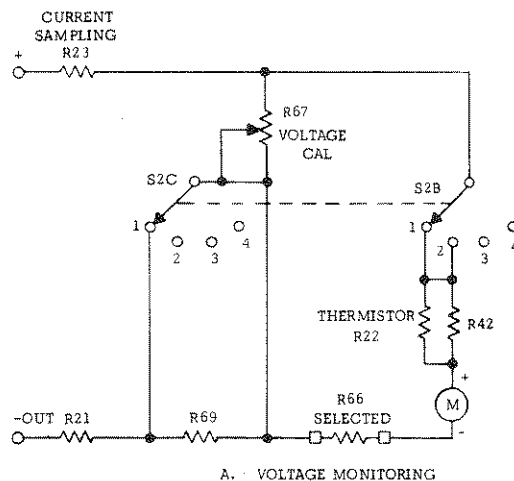 CURRENT
SAMPLING
R23
+
R67
VOLTAGE
CAL
S2C
S2B
1
2
3
4
1
2
3
4
THERMISTOR
R22
R42
+
M
-
-OUT
R21
R69
R66
SELECTED
A. VOLTAGE MONITORING